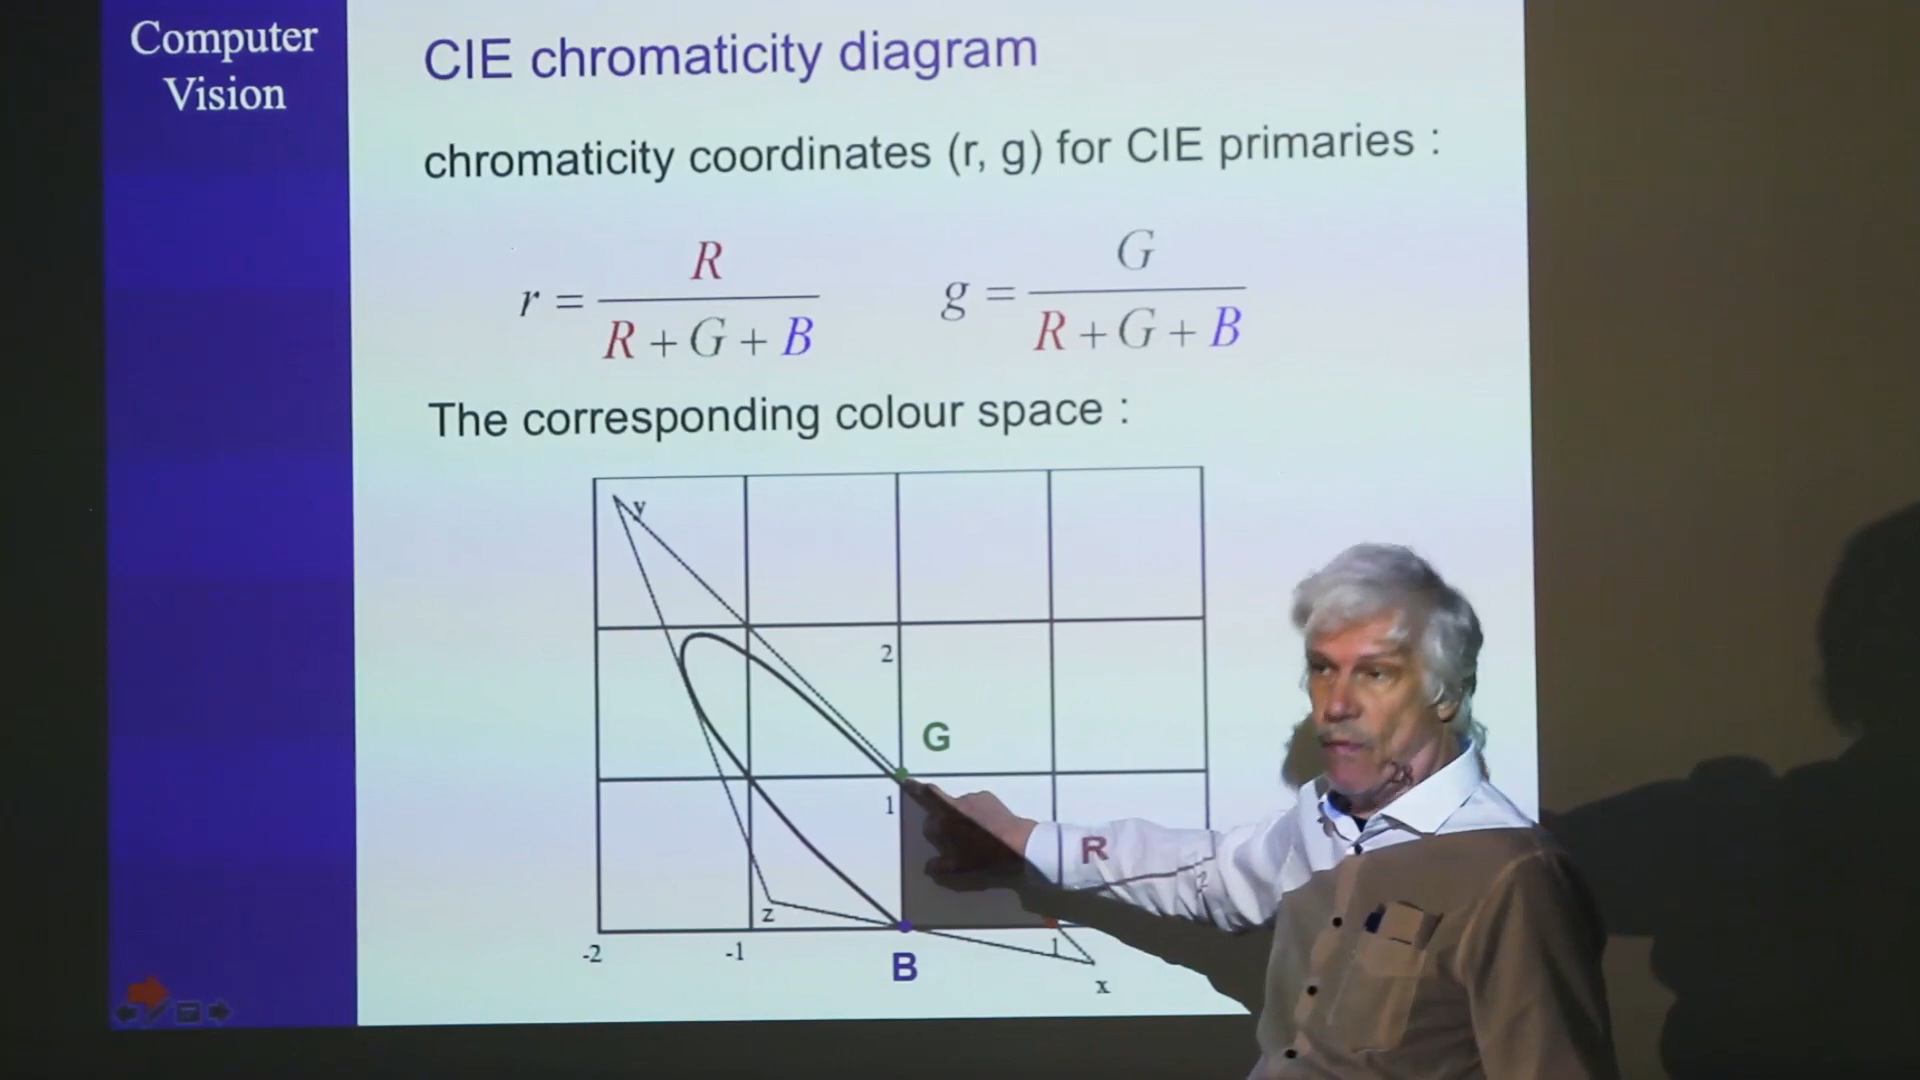 Computer
Vision
CIE chromaticity diagram
chromaticity coordinates (r, g) for CIE primaries :
r = R / (R + G + B)
g = G / (R + G + B)
The corresponding colour space :
y
2
G
1
R
z
-2
-1
B
1
x